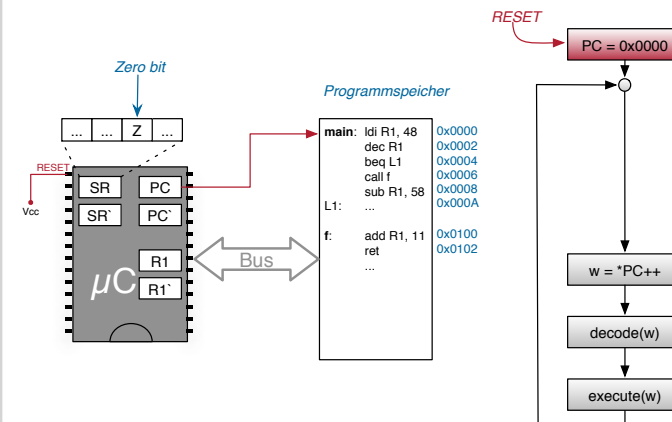 RESET
PC = 0x0000
Zero bit
Programmspeicher
... ... Z ...
main: ldi R1, 48 0x0000
dec R1 0x0002
beq L1 0x0004
call f 0x0006
sub R1, 58 0x0008
L1: ... 0x000A
f: add R1, 11 0x0100
ret 0x0102
...
RESET
Vcc
SR PC
SR` PC`
R1
R1`
µC
Bus
w = *PC++
decode(w)
execute(w)